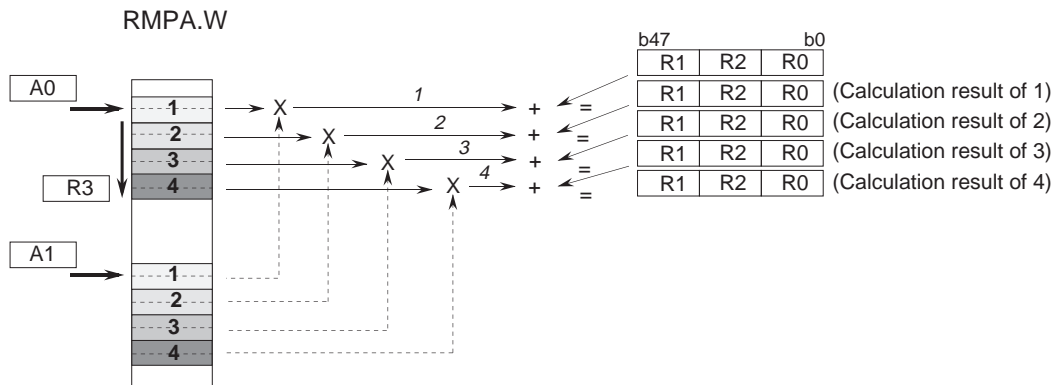 RMPA.W
b47 b0
R1 R2 R0
A0
1 X 1 + = R1 R2 R0 (Calculation result of 1)
2 X 2 + = R1 R2 R0 (Calculation result of 2)
3 X 3 + = R1 R2 R0 (Calculation result of 3)
R3 4 X 4 + = R1 R2 R0 (Calculation result of 4)
A1
1
2
3
4